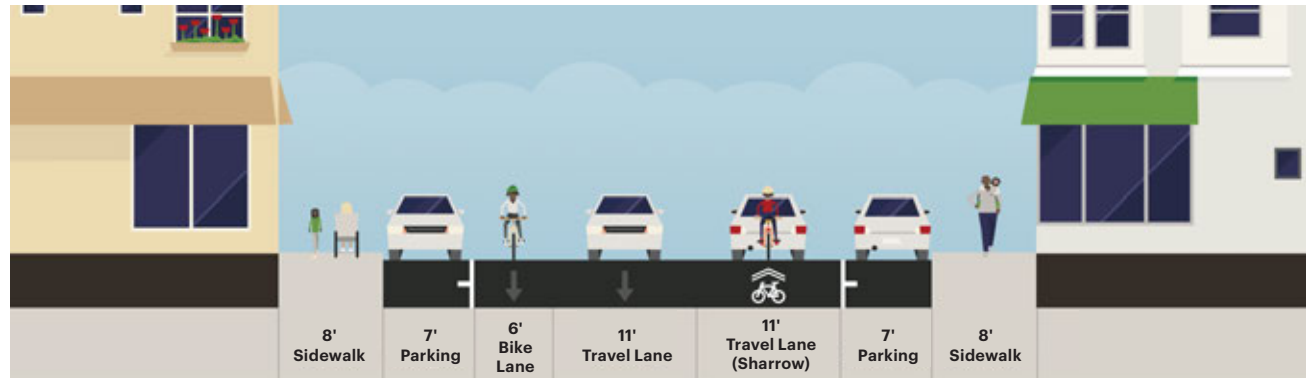 8'
Sidewalk
7'
Parking
6'
Bike
Lane
11'
Travel Lane
11'
Travel Lane
(Sharrow)
7'
Parking
8'
Sidewalk